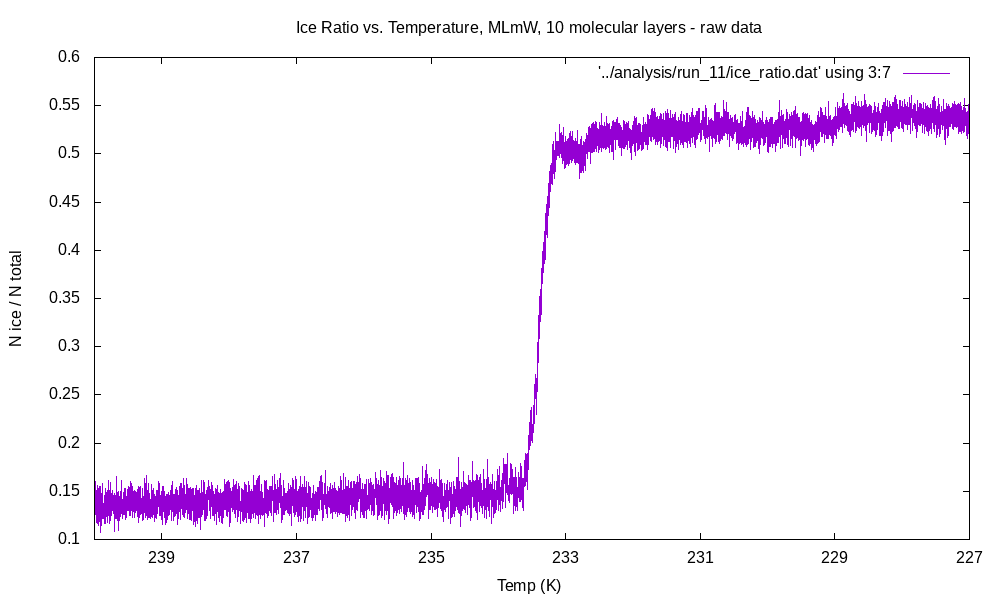 Ice Ratio vs. Temperature, MLmW, 10 molecular layers - raw data
'../analysis/run_11/ice_ratio.dat' using 3:7
0.6
0.55
0.5
0.45
0.4
0.35
0.3
0.25
0.2
0.15
0.1
N ice / N total
239 237 235 233 231 229 227
Temp (K)